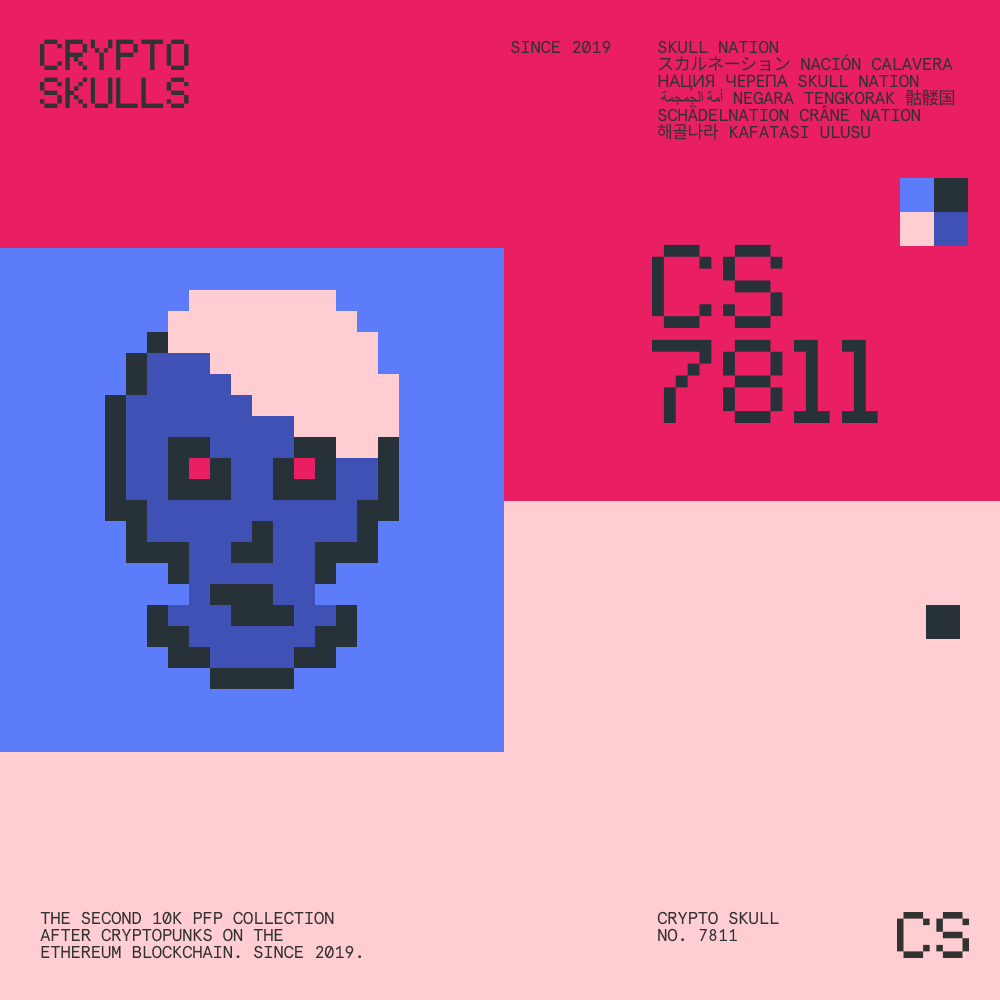 CRYPTO
SKULLS
SINCE 2019
SKULL NATION
スカルネーション NACIÓN CALAVERA
НАЦИЯ ЧЕРЕПА SKULL NATION
أمة الجمجمة NEGARA TENGKORAK 骷髅国
SCHÄDELNATION CRÂNE NATION
해골나라 KAFATASI ULUSU
CS
7811
THE SECOND 10K PFP COLLECTION
AFTER CRYPTOPUNKS ON THE
ETHEREUM BLOCKCHAIN. SINCE 2019.
CRYPTO SKULL
NO. 7811
CS